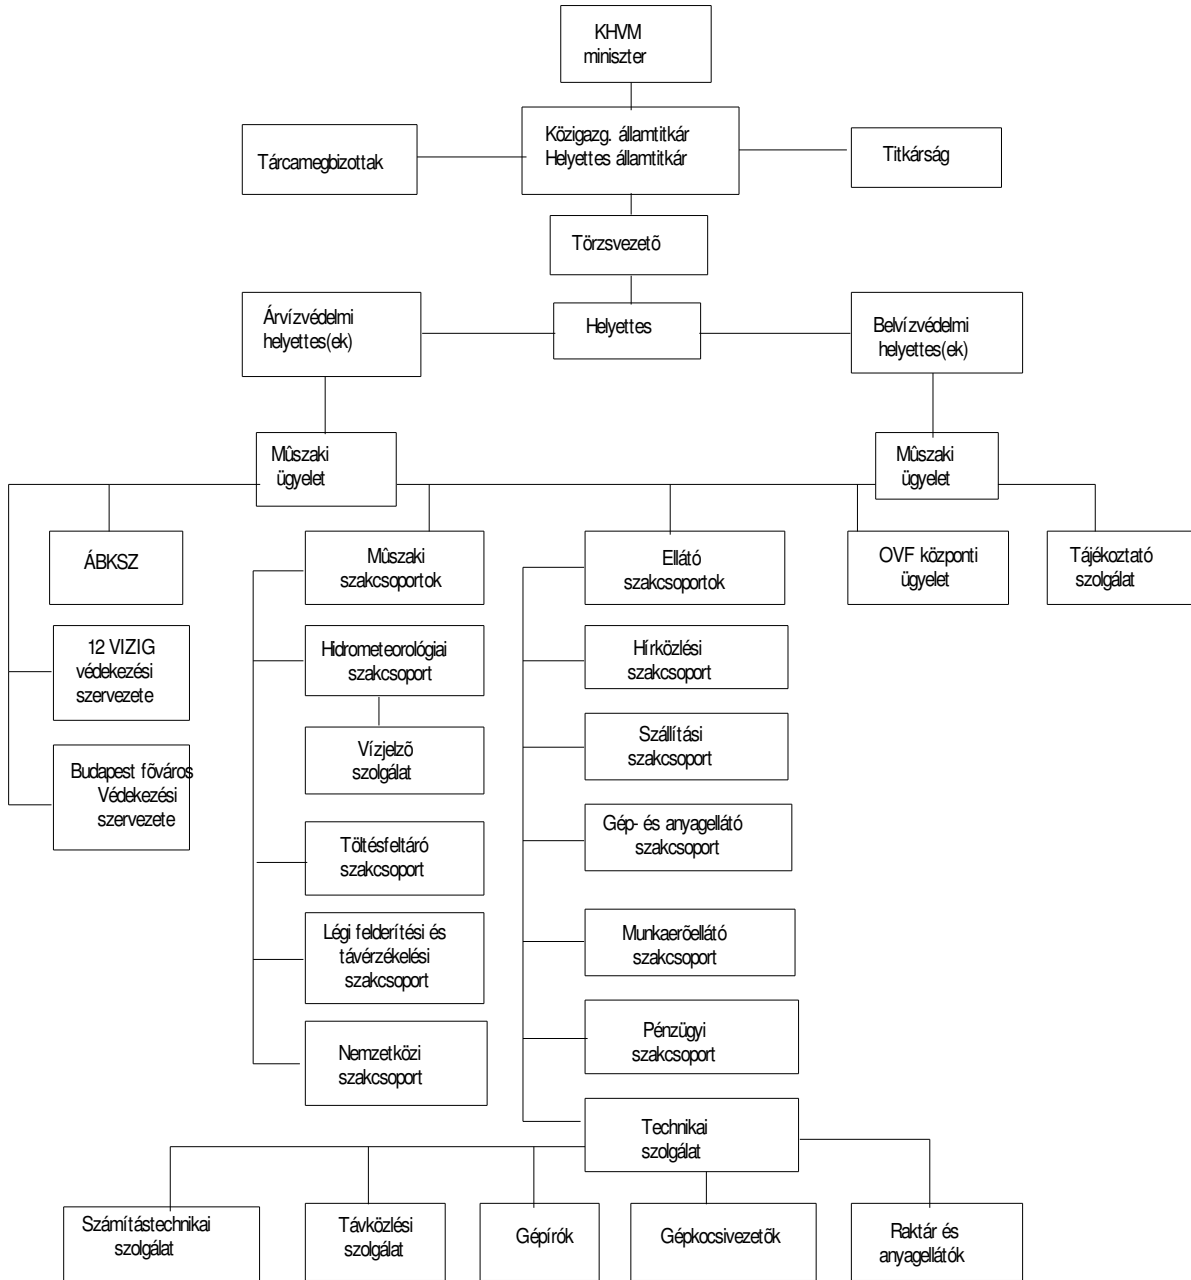 KHVM
miniszter
Közigazg. államtitkár
Helyettes államtitkár
Tárcamegbizottak
Titkárság
Törzsvezetõ
Árvízvédelmi
helyettes(ek)
Helyettes
Belvízvédelmi
helyettes(ek)
Mûszaki
ügyelet
Mûszaki
ügyelet
ÁBKSZ
Mûszaki
szakcsoportok
Ellátó
szakcsoportok
OVF központi
ügyelet
Tájékoztató
szolgálat
12 VIZIG
védekezési
szervezete
Hidrometeorológiai
szakcsoport
Hírközlési
szakcsoport
Vízjelzõ
szolgálat
Szállítási
szakcsoport
Budapest fõváros
Védekezési
szervezete
Töltésfeltáró
szakcsoport
Gép- és anyagellátó
szakcsoport
Légi felderítési és
távérzékelési
szakcsoport
Munkaerõellátó
szakcsoport
Nemzetközi
szakcsoport
Pénzügyi
szakcsoport
Technikai
szolgálat
Számítástechnikai
szolgálat
Távközlési
szolgálat
Gépírók
Gépkocsivezetõk
Raktár és
anyagellátók